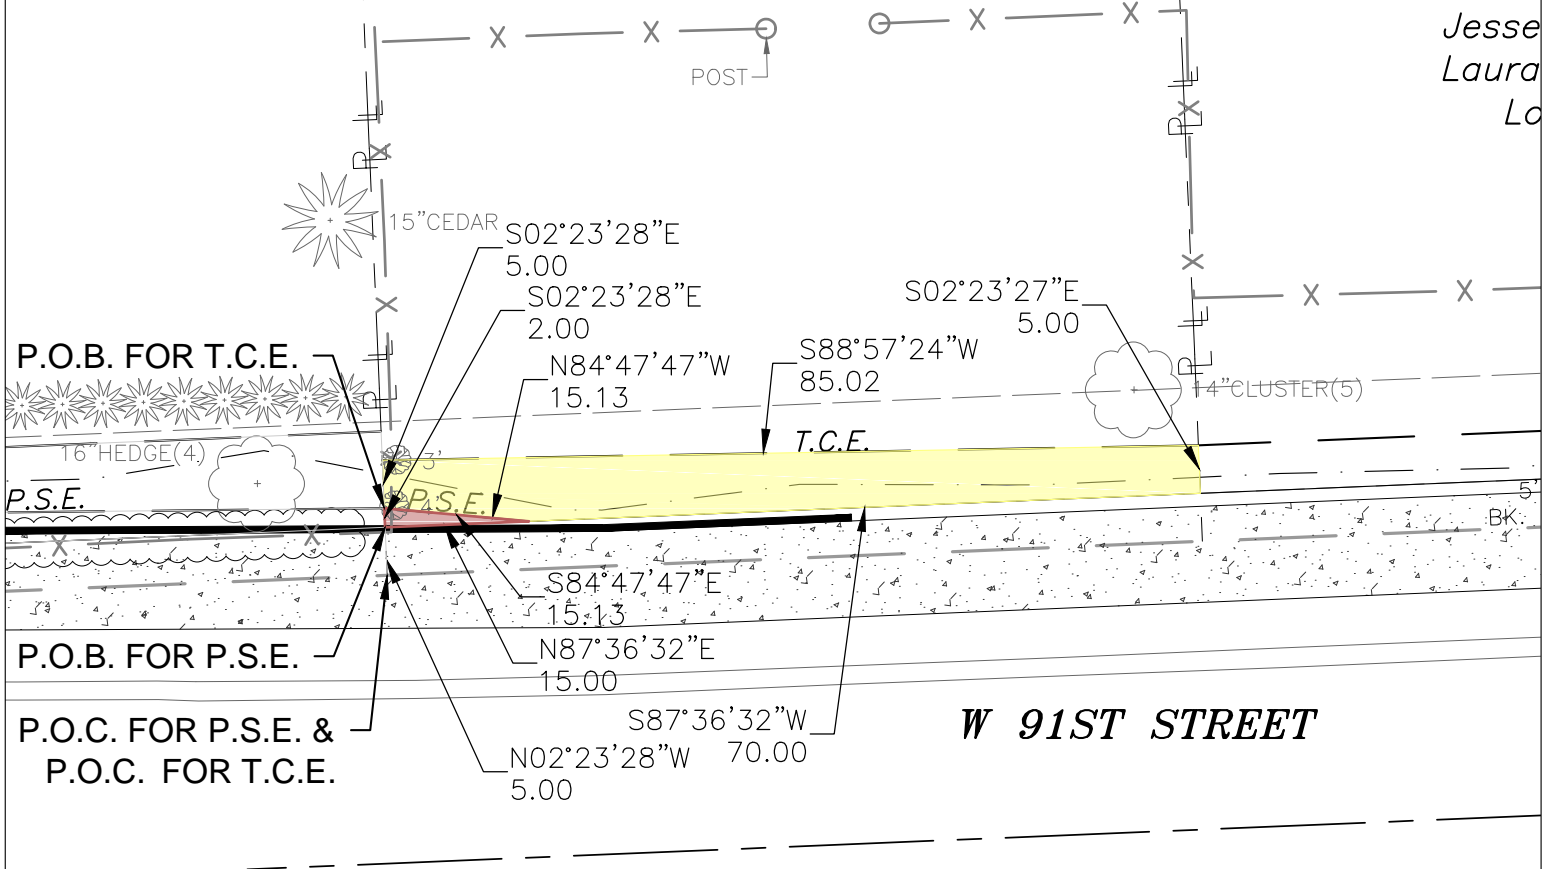 Jesse
Laura
Lo
POST
P
L
P
L
15"CEDAR
S02°23'28"E
5.00
S02°23'28"E
2.00
S02°23'27"E
5.00
P.O.B. FOR T.C.E.
N84°47'47"W
15.13
S88°57'24"W
85.02
P
L
P
L
14"CLUSTER(5)
T.C.E.
16"HEDGE(4)
3'
P.S.E.
P.S.E.
4'
5'
BK.
S84°47'47"E
15.13
P.O.B. FOR P.S.E.
N87°36'32"E
15.00
S87°36'32"W
70.00
W 91ST STREET
P.O.C. FOR P.S.E. &
P.O.C. FOR T.C.E.
N02°23'28"W
5.00